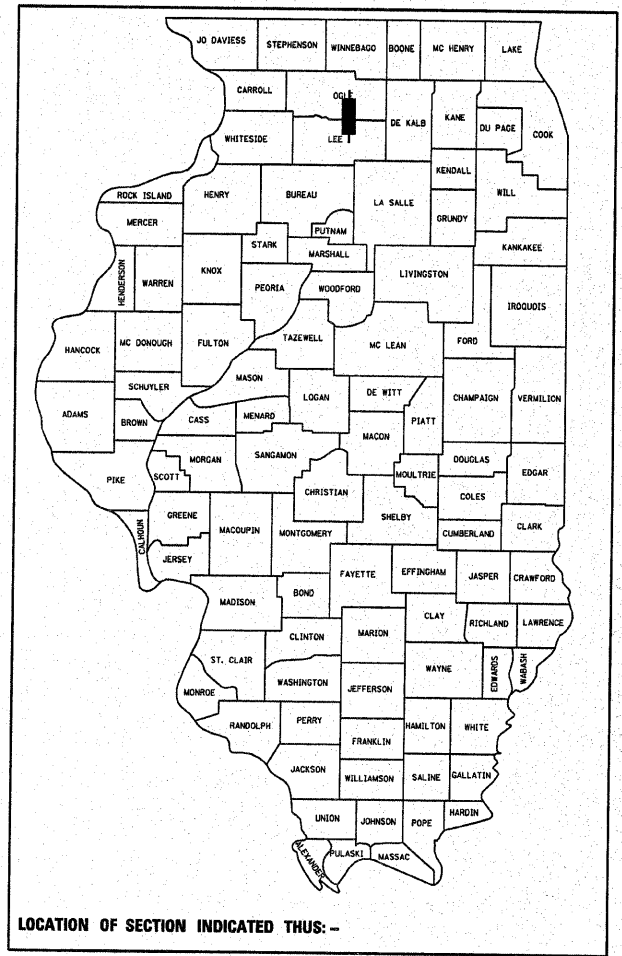 JO DAVIESS STEPHENSON WINNEBAGO BOONE MC HENRY LAKE
CARROLL OGLE DE KALB KANE DU PAGE COOK
WHITESIDE LEE
KENDALL WILL
ROCK ISLAND HENRY BUREAU LA SALLE GRUNDY
MERCER PUTNAM
STARK MARSHALL KANKAKEE
HENDERSON WARREN KNOX PEORIA WOODFORD LIVINGSTON IROQUOIS
HANCOCK MC DONOUGH FULTON TAZEWELL MC LEAN FORD
SCHUYLER MASON LOGAN DE WITT CHAMPAIGN VERMILION
ADAMS BROWN CASS MENARD MACON PIATT
PIKE SCOTT MORGAN SANGAMON CHRISTIAN MOULTRIE DOUGLAS EDGAR
COLES
CALHOUN GREENE MACOUPIN MONTGOMERY SHELBY CUMBERLAND CLARK
JERSEY
MADISON BOND FAYETTE EFFINGHAM JASPER CRAWFORD
CLINTON MARION CLAY RICHLAND LAWRENCE
ST. CLAIR WASHINGTON JEFFERSON WAYNE EDWARDS WABASH
MONROE
RANDOLPH PERRY FRANKLIN HAMILTON WHITE
JACKSON WILLIAMSON SALINE GALLATIN
UNION JOHNSON POPE HARDIN
ALEXANDER PULASKI MASSAC
LOCATION OF SECTION INDICATED THUS: -